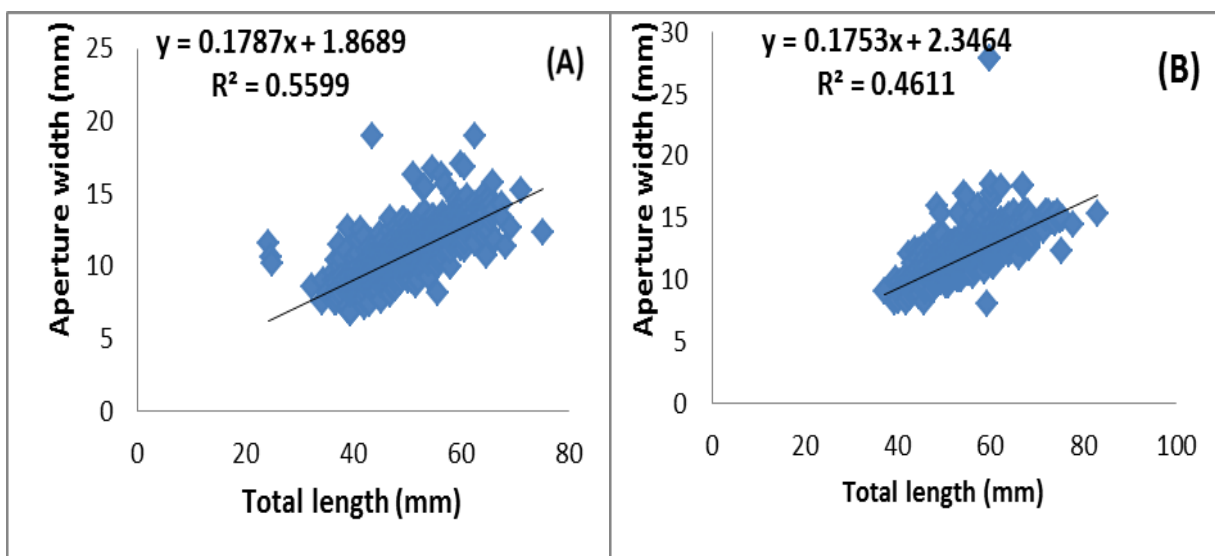 y = 0.1787x + 1.8689
R² = 0.5599
(A)
Aperture width (mm)
25
20
15
10
5
0
0 20 40 60 80
Total length (mm)
y = 0.1753x + 2.3464
R² = 0.4611
(B)
Aperture width (mm)
30
25
20
15
10
5
0
0 20 40 60 80 100
Total length (mm)